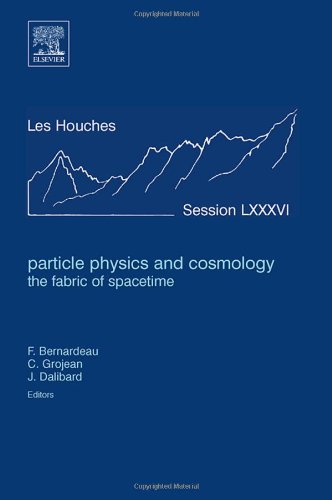 ELSEVIER
Les Houches
Session LXXXVI
particle physics and cosmology
the fabric of spacetime
F. Bernardeau
C. Grojean
J. Dalibard
Editors